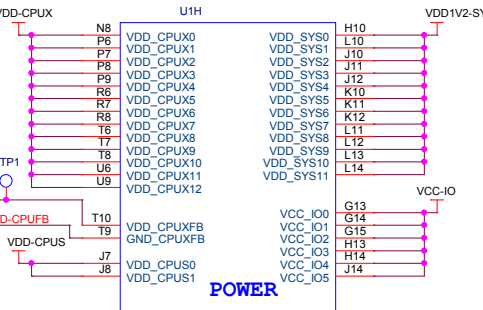 VDD-CPUX U1H VDD1V2-SY
N8 VDD_CPUX0 VDD_SYS0 H10
P6 VDD_CPUX1 VDD_SYS1 L10
P7 VDD_CPUX2 VDD_SYS2 J10
P8 VDD_CPUX3 VDD_SYS3 J11
P9 VDD_CPUX4 VDD_SYS4 J12
R6 VDD_CPUX5 VDD_SYS5 K10
R7 VDD_CPUX6 VDD_SYS6 K11
R8 VDD_CPUX7 VDD_SYS7 K12
T6 VDD_CPUX8 VDD_SYS8 L11
T7 VDD_CPUX9 VDD_SYS9 L12
T8 VDD_CPUX10 VDD_SYS10 L13
TP1 U6 VDD_CPUX11 VDD_SYS11 L14
U9 VDD_CPUX12
VCC-IO
VCC_IO0 G13
D-CPUFB T10 VDD_CPUXFB VCC_IO1 G14
T9 GND_CPUXFB VCC_IO2 G15
VDD-CPUS VCC_IO3 H13
J7 VDD_CPUS0 VCC_IO4 H14
J8 VDD_CPUS1 VCC_IO5 J14
POWER